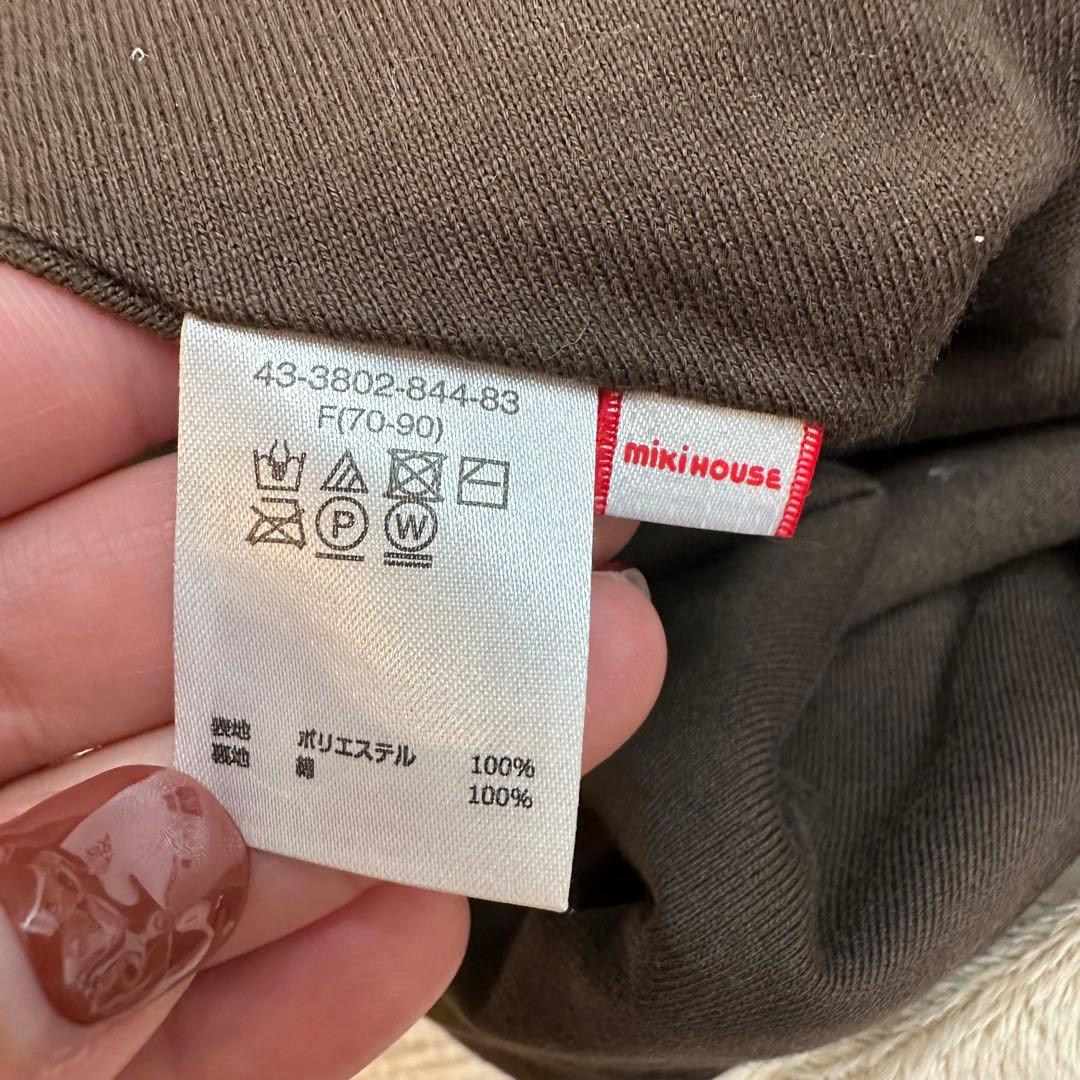 43-3802-844-83
F(70-90)
P W
mikiHOUSE
表地 ポリエステル 100%
裏地 綿 100%